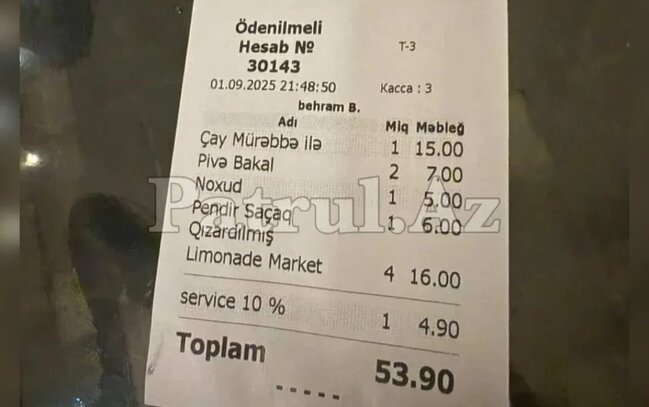 Ödenilmeli
Hesab № T-3
30143
01.09.2025 21:48:50 Касса : 3
behram B.
Adı Miq Məbləğ
Çay Mürəbbə ilə 1 15.00
Pivə Bakal 2 7.00
Noxud 1 5.00
Pendir Saçaq 1 6.00
Qızardılmış
Limonade Market 4 16.00
service 10 % 1 4.90
Toplam 53.90
Patrul.Az